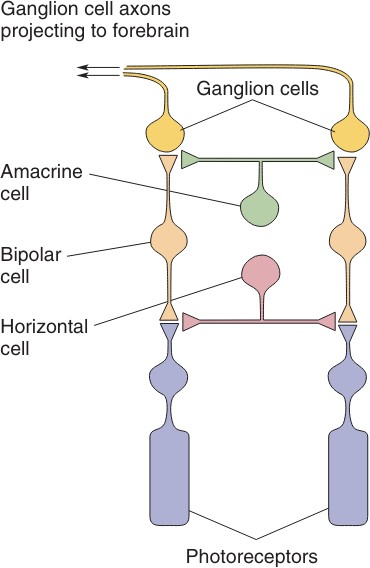 Ganglion cell axons
projecting to forebrain
Ganglion cells
Amacrine
cell
Bipolar
cell
Horizontal
cell
Photoreceptors